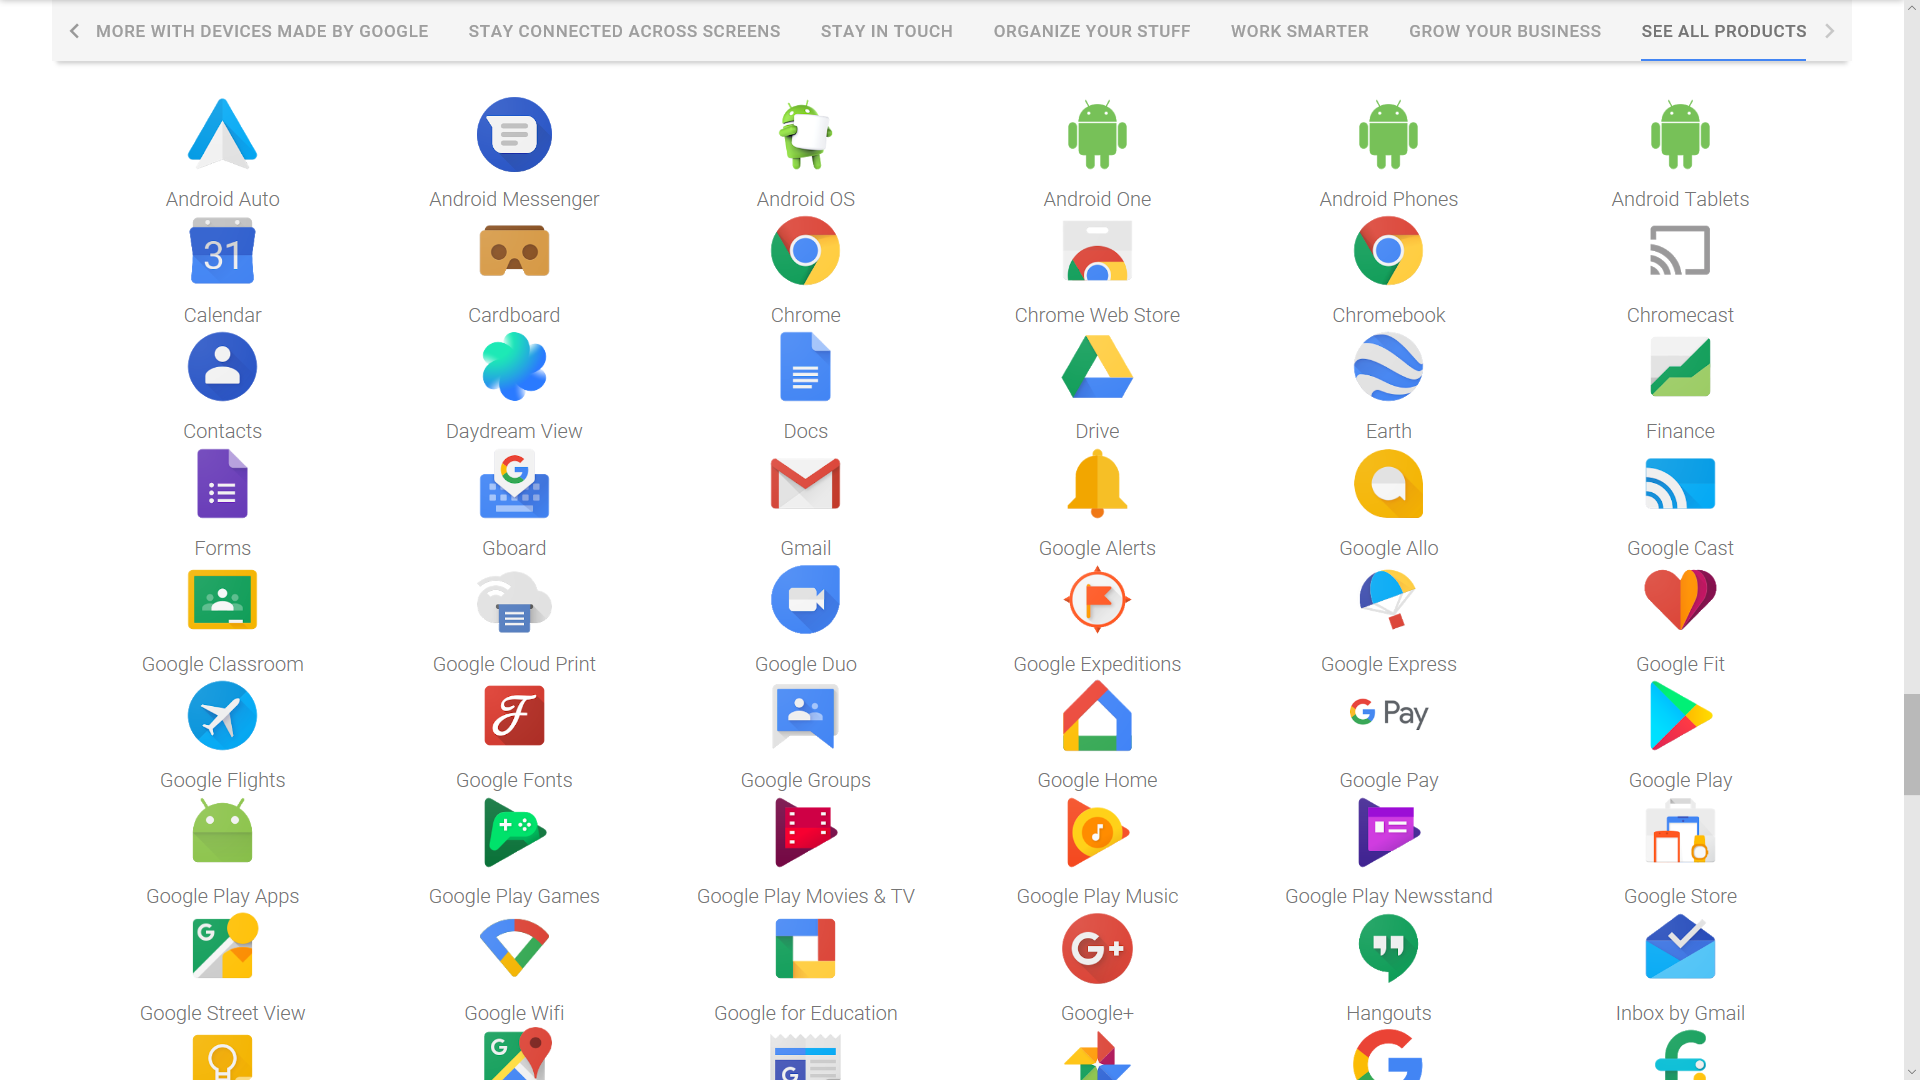 MORE WITH DEVICES MADE BY GOOGLE
STAY CONNECTED ACROSS SCREENS
STAY IN TOUCH
ORGANIZE YOUR STUFF
WORK SMARTER
GROW YOUR BUSINESS
SEE ALL PRODUCTS
Android Auto
Android Messenger
Android OS
Android One
Android Phones
Android Tablets
31
Calendar
Cardboard
Chrome
Chrome Web Store
Chromebook
Chromecast
Contacts
Daydream View
Docs
Drive
Earth
Finance
G
Forms
Gboard
Gmail
Google Alerts
Google Allo
Google Cast
Google Classroom
Google Cloud Print
Google Duo
Google Expeditions
Google Express
Google Fit
F
G Pay
Google Flights
Google Fonts
Google Groups
Google Home
Google Pay
Google Play
Google Play Apps
Google Play Games
Google Play Movies & TV
Google Play Music
Google Play Newsstand
Google Store
G
G+
Google Street View
Google Wifi
Google for Education
Google+
Hangouts
Inbox by Gmail
G
G
G